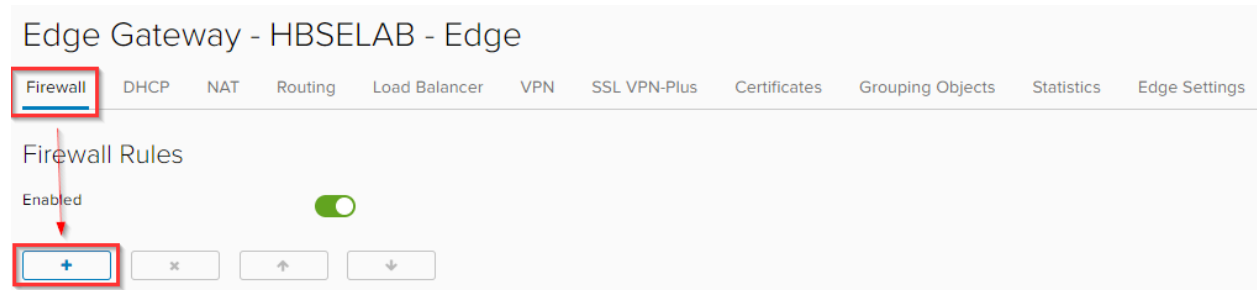 Edge Gateway - HBSELAB - Edge
Firewall DHCP NAT Routing Load Balancer VPN SSL VPN-Plus Certificates Grouping Objects Statistics Edge Settings
Firewall Rules
Enabled